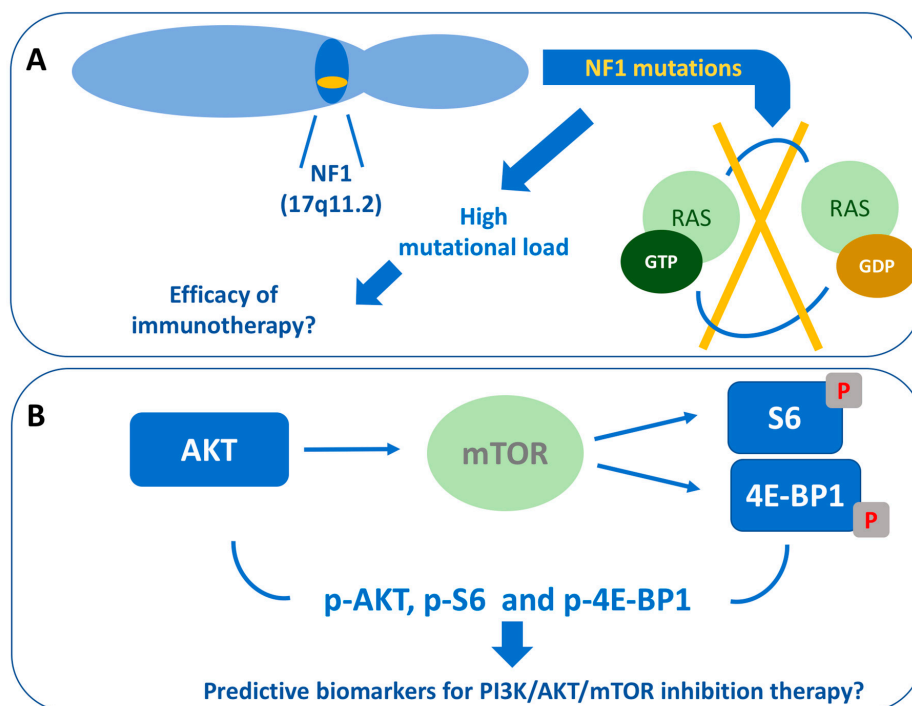 A
NF1 mutations
NF1
(17q11.2)
High
mutational load
Efficacy of
immunotherapy?
RAS
GTP
RAS
GDP
B
AKT
mTOR
S6
P
4E-BP1
P
p-AKT, p-S6 and p-4E-BP1
Predictive biomarkers for PI3K/AKT/mTOR inhibition therapy?